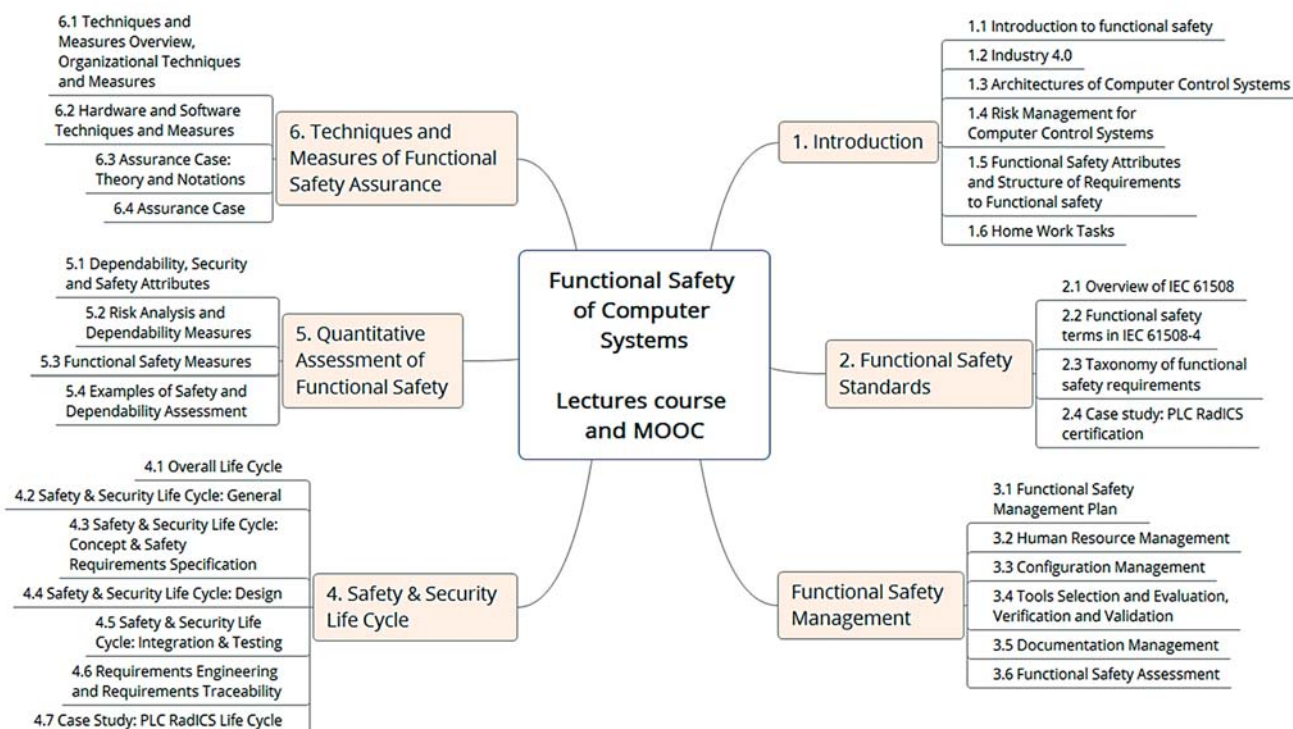 Functional Safety
of Computer
Systems
Lectures course
and MOOC
1. Introduction
1.1 Introduction to functional safety
1.2 Industry 4.0
1.3 Architectures of Computer Control Systems
1.4 Risk Management for
Computer Control Systems
1.5 Functional Safety Attributes
and Structure of Requirements
to Functional safety
1.6 Home Work Tasks
2. Functional Safety
Standards
2.1 Overview of IEC 61508
2.2 Functional safety
terms in IEC 61508-4
2.3 Taxonomy of functional
safety requirements
2.4 Case study: PLC RadICS
certification
Functional Safety
Management
3.1 Functional Safety
Management Plan
3.2 Human Resource Management
3.3 Configuration Management
3.4 Tools Selection and Evaluation,
Verification and Validation
3.5 Documentation Management
3.6 Functional Safety Assessment
4. Safety & Security
Life Cycle
4.1 Overall Life Cycle
4.2 Safety & Security Life Cycle: General
4.3 Safety & Security Life Cycle:
Concept & Safety
Requirements Specification
4.4 Safety & Security Life Cycle: Design
4.5 Safety & Security Life
Cycle: Integration & Testing
4.6 Requirements Engineering
and Requirements Traceability
4.7 Case Study: PLC RadICS Life Cycle
5. Quantitative
Assessment of
Functional Safety
5.1 Dependability, Security
and Safety Attributes
5.2 Risk Analysis and
Dependability Measures
5.3 Functional Safety Measures
5.4 Examples of Safety and
Dependability Assessment
6. Techniques and
Measures of Functional
Safety Assurance
6.1 Techniques and
Measures Overview,
Organizational Techniques
and Measures
6.2 Hardware and Software
Techniques and Measures
6.3 Assurance Case:
Theory and Notations
6.4 Assurance Case